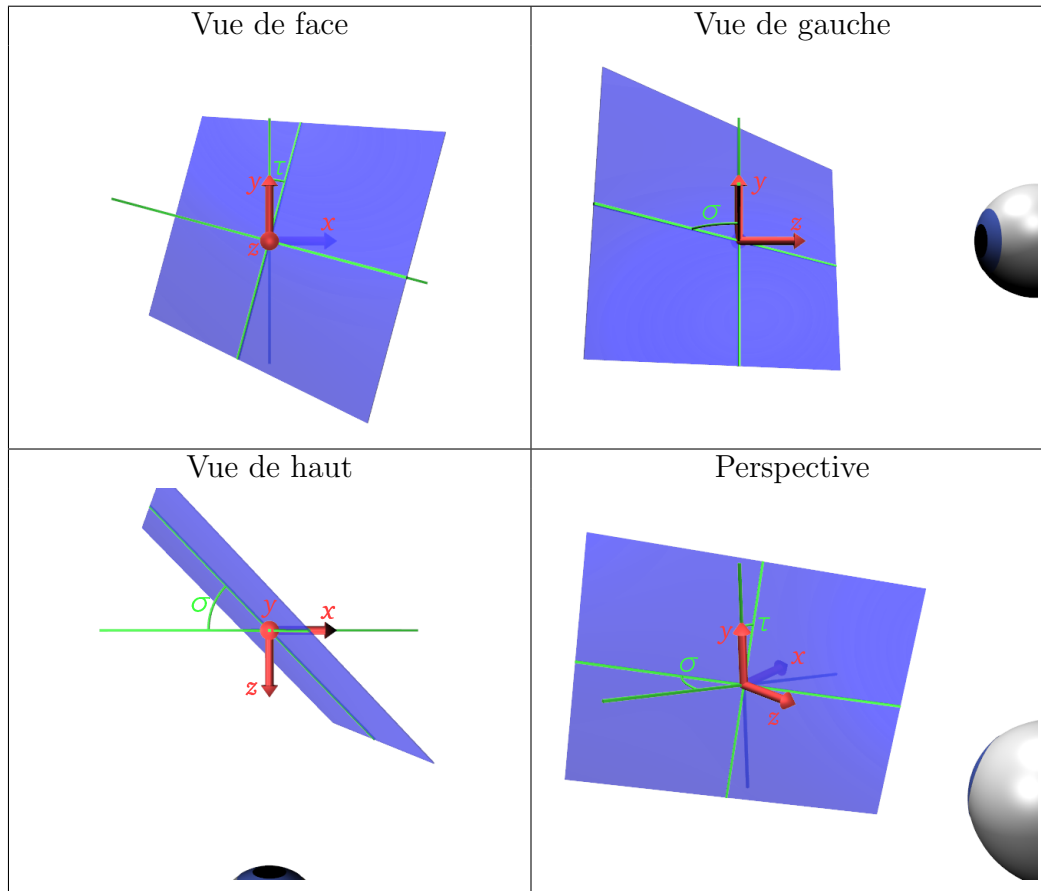 Vue de face
τ
y
x
z
Vue de gauche
y
σ
z
Vue de haut
σ
y
x
z
Perspective
y
τ
x
σ
z